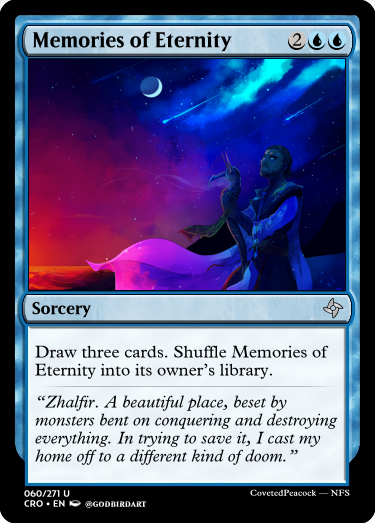 Memories of Eternity 2
Sorcery
Draw three cards. Shuffle Memories of
Eternity into its owner's library.
“Zhalfir. A beautiful place, beset by
monsters bent on conquering and destroying
everything. In trying to save it, I cast my
home off to a different kind of doom.”
060/271 U
CRO • EN @GODBIRDART
CovetedPeacock — NFS